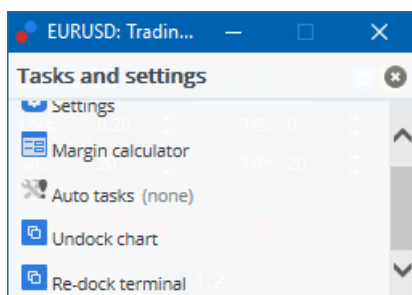 EURUSD: Tradin...
Tasks and settings
Settings
Margin calculator
Auto tasks (none)
Undock chart
Re-dock terminal